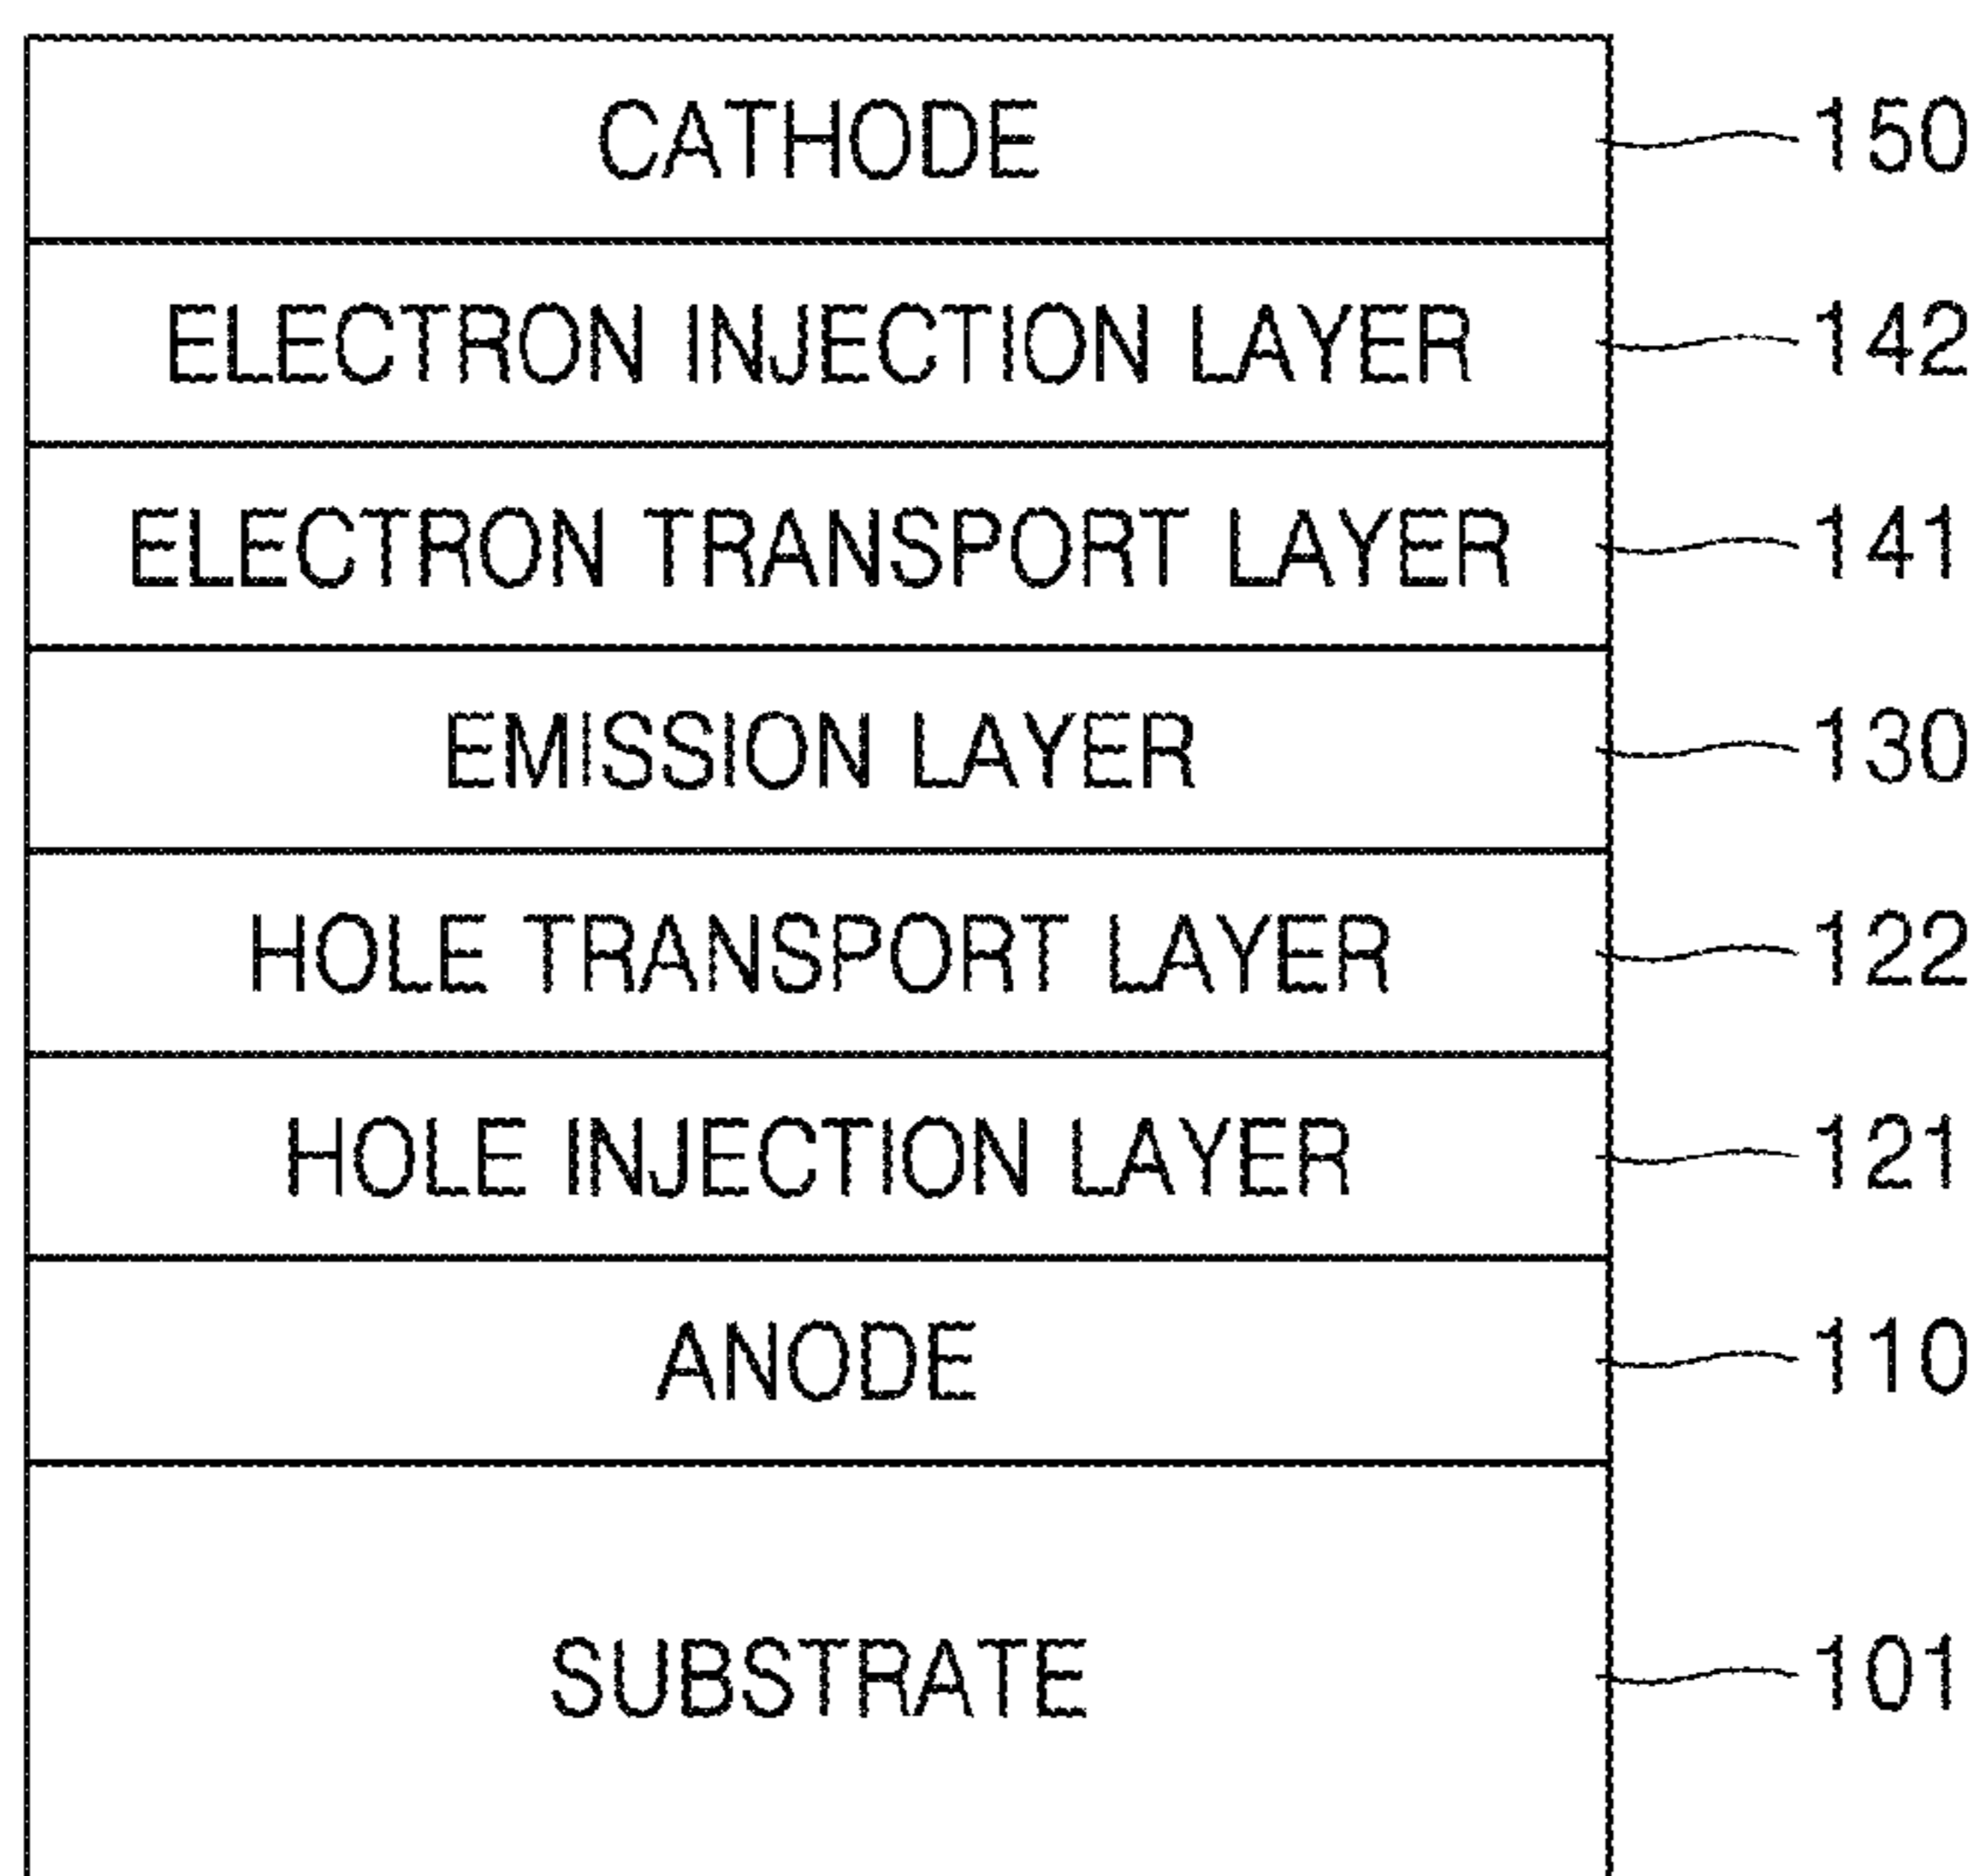 CATHODE 150
ELECTRON INJECTION LAYER 142
ELECTRON TRANSPORT LAYER 141
EMISSION LAYER 130
HOLE TRANSPORT LAYER 122
HOLE INJECTION LAYER 121
ANODE 110
SUBSTRATE 101